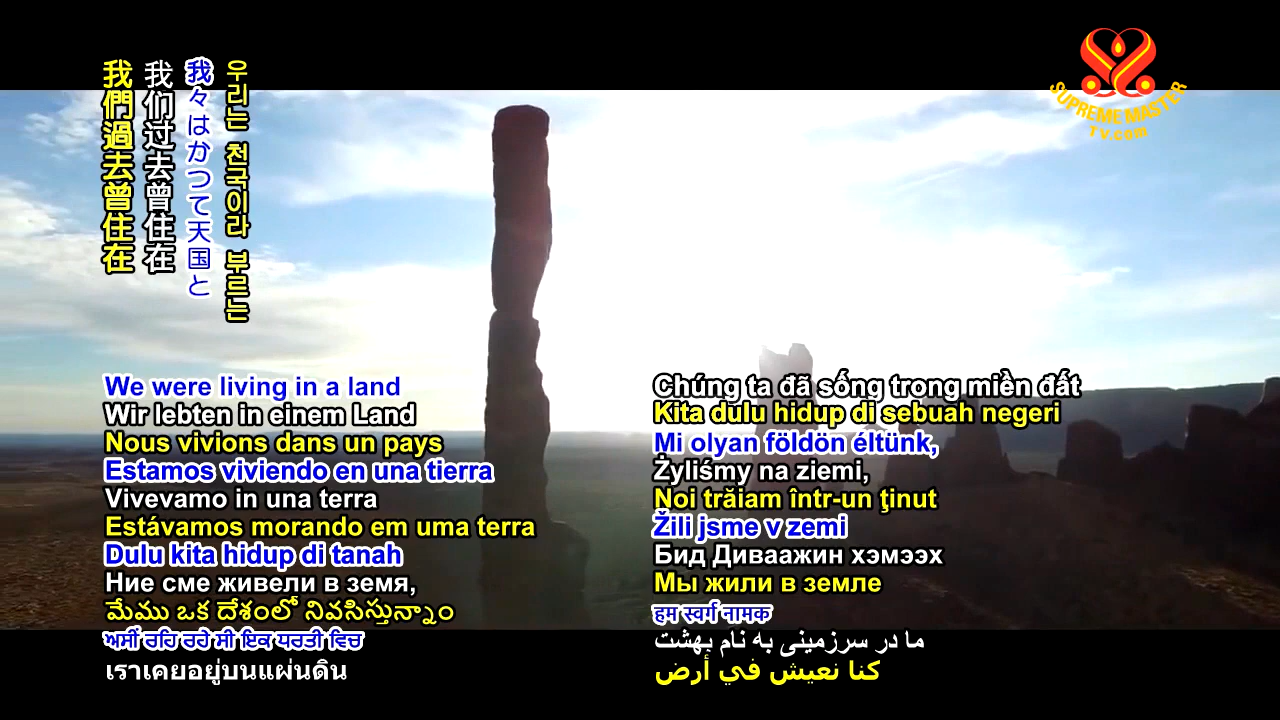 我們過去曾住在
我们过去曾住在
我々はかつて天国と
우리는 천국이라 부르는
SUPREME MASTER
TV.com
We were living in a land
Wir lebten in einem Land
Nous vivions dans un pays
Estamos viviendo en una tierra
Vivevamo in una terra
Estávamos morando em uma terra
Dulu kita hidup di tanah
Ние сме живели в земя,
మేము ఒక దేశంలో నివసిస్తున్నాం
ਅਸੀਂ ਰਹਿ ਰਹੇ ਸੀ ਇਕ ਧਰਤੀ ਵਿਚ
เราเคยอยู่บนแผ่นดิน
Chúng ta đã sống trong miền đất
Kita dulu hidup di sebuah negeri
Mi olyan földön éltünk,
Żyliśmy na ziemi,
Noi trăiam într-un ţinut
Žili jsme v zemi
Бид Диваажин хэмээх
Мы жили в земле
हम स्वर्ग नामक
ما در سرزمینی به نام بهشت
كنا نعيش في أرض